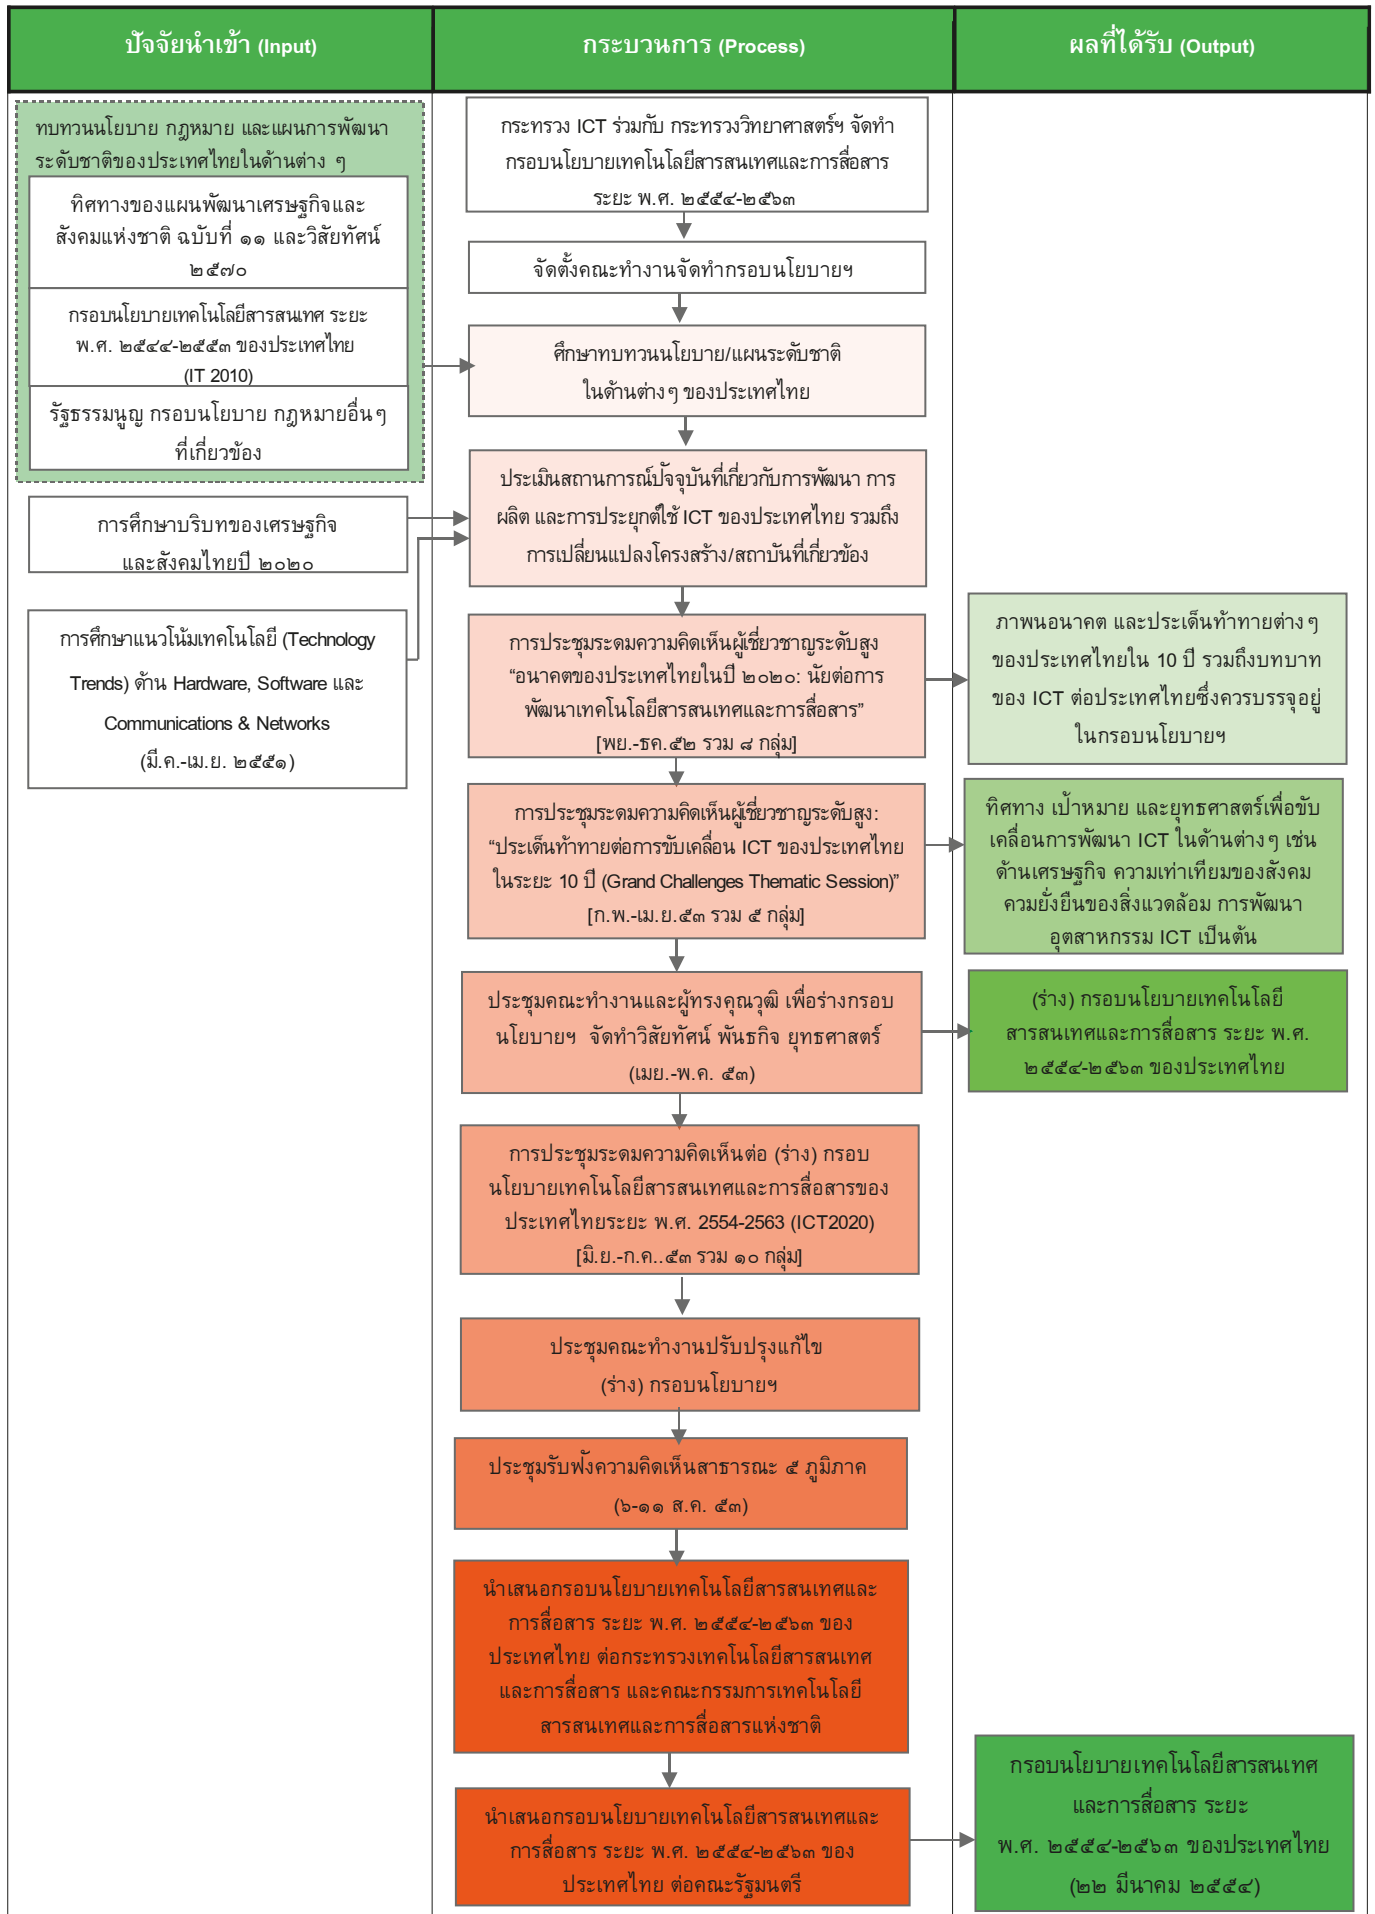 ปัจจัยนำเข้า (Input)
กระบวนการ (Process)
ผลที่ได้รับ (Output)
ทบทวนนโยบาย กฎหมาย และแผนการพัฒนา
ระดับชาติของประเทศไทยในด้านต่าง ๆ
ทิศทางของแผนพัฒนาเศรษฐกิจและ
สังคมแห่งชาติ ฉบับที่ ๑๑ และวิสัยทัศน์
๒๕๗๐
กรอบนโยบายเทคโนโลยีสารสนเทศ ระยะ
พ.ศ. ๒๕๔๔-๒๕๕๓ ของประเทศไทย
(IT 2010)
รัฐธรรมนูญ กรอบนโยบาย กฎหมายอื่นๆ
ที่เกี่ยวข้อง
การศึกษาบริบทของเศรษฐกิจ
และสังคมไทยปี ๒๐๒๐
การศึกษาแนวโน้มเทคโนโลยี (Technology
Trends) ด้าน Hardware, Software และ
Communications & Networks
(มี.ค.-เม.ย. ๒๕๕๑)
กระทรวง ICT ร่วมกับ กระทรวงวิทยาศาสตร์ฯ จัดทำ
กรอบนโยบายเทคโนโลยีสารสนเทศและการสื่อสาร
ระยะ พ.ศ. ๒๕๕๔-๒๕๖๓
จัดตั้งคณะทำงานจัดทำกรอบนโยบายฯ
ศึกษาทบทวนนโยบาย/แผนระดับชาติ
ในด้านต่างๆ ของประเทศไทย
ประเมินสถานการณ์ปัจจุบันที่เกี่ยวกับการพัฒนา การ
ผลิต และการประยุกต์ใช้ ICT ของประเทศไทย รวมถึง
การเปลี่ยนแปลงโครงสร้าง/สถาบันที่เกี่ยวข้อง
การประชุมระดมความคิดเห็นผู้เชี่ยวชาญระดับสูง
“อนาคตของประเทศไทยในปี ๒๐๒๐: นัยต่อการ
พัฒนาเทคโนโลยีสารสนเทศและการสื่อสาร”
[พย.-ธค.๕๒ รวม ๘ กลุ่ม]
การประชุมระดมความคิดเห็นผู้เชี่ยวชาญระดับสูง:
“ประเด็นท้าทายต่อการขับเคลื่อน ICT ของประเทศไทย
ในระยะ 10 ปี (Grand Challenges Thematic Session)”
[ก.พ.-เม.ย.๕๓ รวม ๕ กลุ่ม]
ประชุมคณะทำงานและผู้ทรงคุณวุฒิ เพื่อร่างกรอบ
นโยบายฯ จัดทำวิสัยทัศน์ พันธกิจ ยุทธศาสตร์
(เมย.-พ.ค. ๕๓)
การประชุมระดมความคิดเห็นต่อ (ร่าง) กรอบ
นโยบายเทคโนโลยีสารสนเทศและการสื่อสารของ
ประเทศไทยระยะ พ.ศ. 2554-2563 (ICT2020)
[มิ.ย.-ก.ค..๕๓ รวม ๑๐ กลุ่ม]
ประชุมคณะทำงานปรับปรุงแก้ไข
(ร่าง) กรอบนโยบายฯ
ประชุมรับฟังความคิดเห็นสาธารณะ ๕ ภูมิภาค
(๖-๑๑ ส.ค. ๕๓)
นำเสนอกรอบนโยบายเทคโนโลยีสารสนเทศและ
การสื่อสาร ระยะ พ.ศ. ๒๕๕๔-๒๕๖๓ ของ
ประเทศไทย ต่อกระทรวงเทคโนโลยีสารสนเทศ
และการสื่อสาร และคณะกรรมการเทคโนโลยี
สารสนเทศและการสื่อสารแห่งชาติ
นำเสนอกรอบนโยบายเทคโนโลยีสารสนเทศและ
การสื่อสาร ระยะ พ.ศ. ๒๕๕๔-๒๕๖๓ ของ
ประเทศไทย ต่อคณะรัฐมนตรี
ภาพนอนาคต และประเด็นท้าทายต่างๆ
ของประเทศไทยใน 10 ปี รวมถึงบทบาท
ของ ICT ต่อประเทศไทยซึ่งควรบรรจุอยู่
ในกรอบนโยบายฯ
ทิศทาง เป้าหมาย และยุทธศาสตร์เพื่อขับ
เคลื่อนการพัฒนา ICT ในด้านต่างๆ เช่น
ด้านเศรษฐกิจ ความเท่าเทียมของสังคม
ควมยั่งยืนของสิ่งแวดล้อม การพัฒนา
อุตสาหกรรม ICT เป็นต้น
(ร่าง) กรอบนโยบายเทคโนโลยี
สารสนเทศและการสื่อสาร ระยะ พ.ศ.
๒๕๕๔-๒๕๖๓ ของประเทศไทย
กรอบนโยบายเทคโนโลยีสารสนเทศ
และการสื่อสาร ระยะ
พ.ศ. ๒๕๕๔-๒๕๖๓ ของประเทศไทย
(๒๒ มีนาคม ๒๕๕๔)